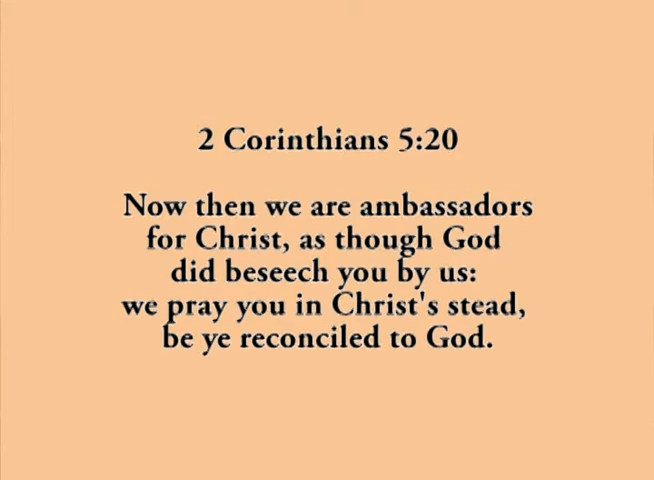 2 Corinthians 5:20
Now then we are ambassadors
for Christ, as though God
did beseech you by us:
we pray you in Christ's stead,
be ye reconciled to God.